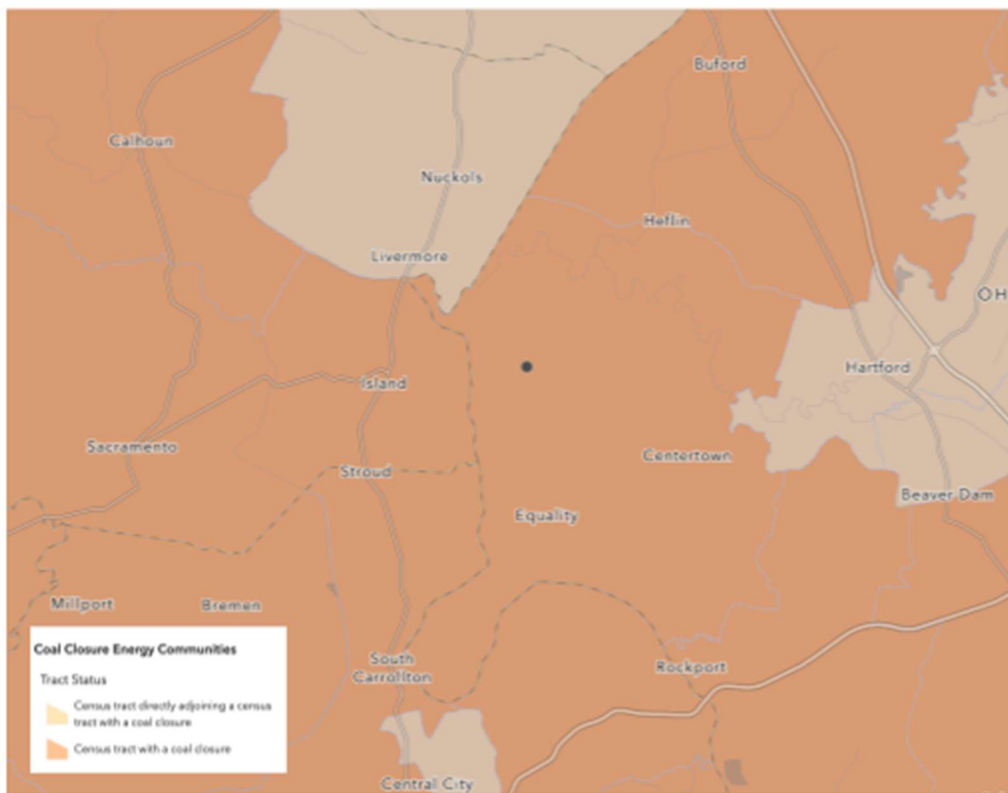 Buford
Calhoun
Nuckols
Heflin
Livermore
OH
Hartford
Island
Sacramento
Centertown
Stroud
Beaver Dam
Equality
Millport
Bremen
Coal Closure Energy Communities
Tract Status
Census tract directly adjoining a census
tract with a coal closure
Census tract with a coal closure
South
Carrollton
Rockport
Central City